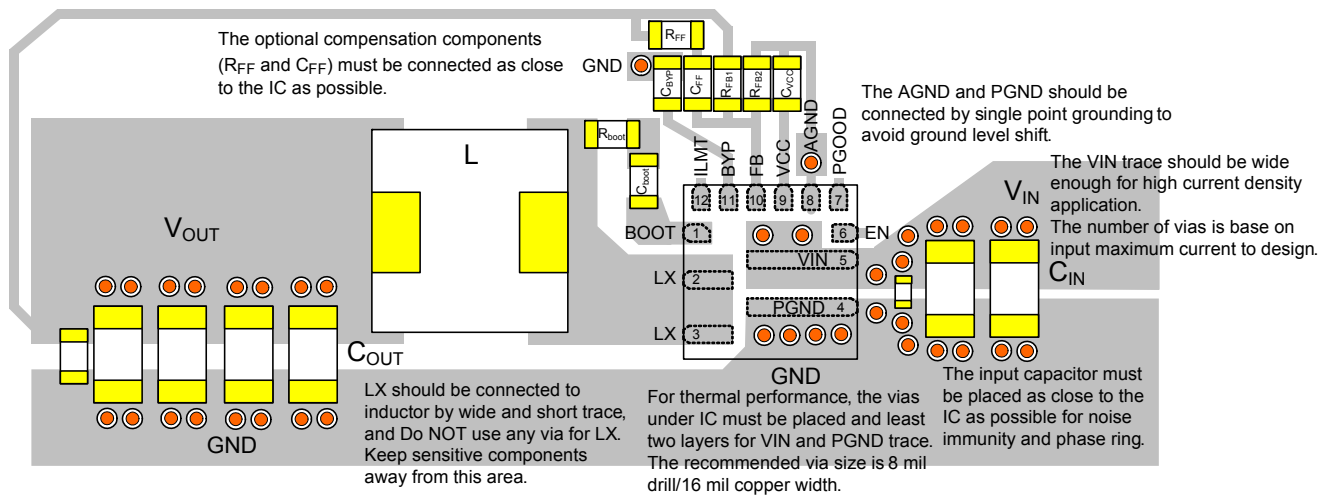 The optional compensation components
(RFF and CFF) must be connected as close
to the IC as possible.
RFF
GND
CBYP
CFF
RFB1
RFB2
CVCC
The AGND and PGND should be
connected by single point grounding to
avoid ground level shift.
Rboot
Cboot
L
ILMT
BYP
FB
VCC
AGND
PGOOD
12
11
10
9
8
7
The VIN trace should be wide
enough for high current density
application.
The number of vias is base on
input maximum current to design.
VIN
VOUT
BOOT
1
6
EN
VIN
5
LX
2
CIN
PGND
4
LX
3
COUT
GND
GND
LX should be connected to
inductor by wide and short trace,
and Do NOT use any via for LX.
Keep sensitive components
away from this area.
For thermal performance, the vias
under IC must be placed and least
two layers for VIN and PGND trace.
The recommended via size is 8 mil
drill/16 mil copper width.
The input capacitor must
be placed as close to the
IC as possible for noise
immunity and phase ring.